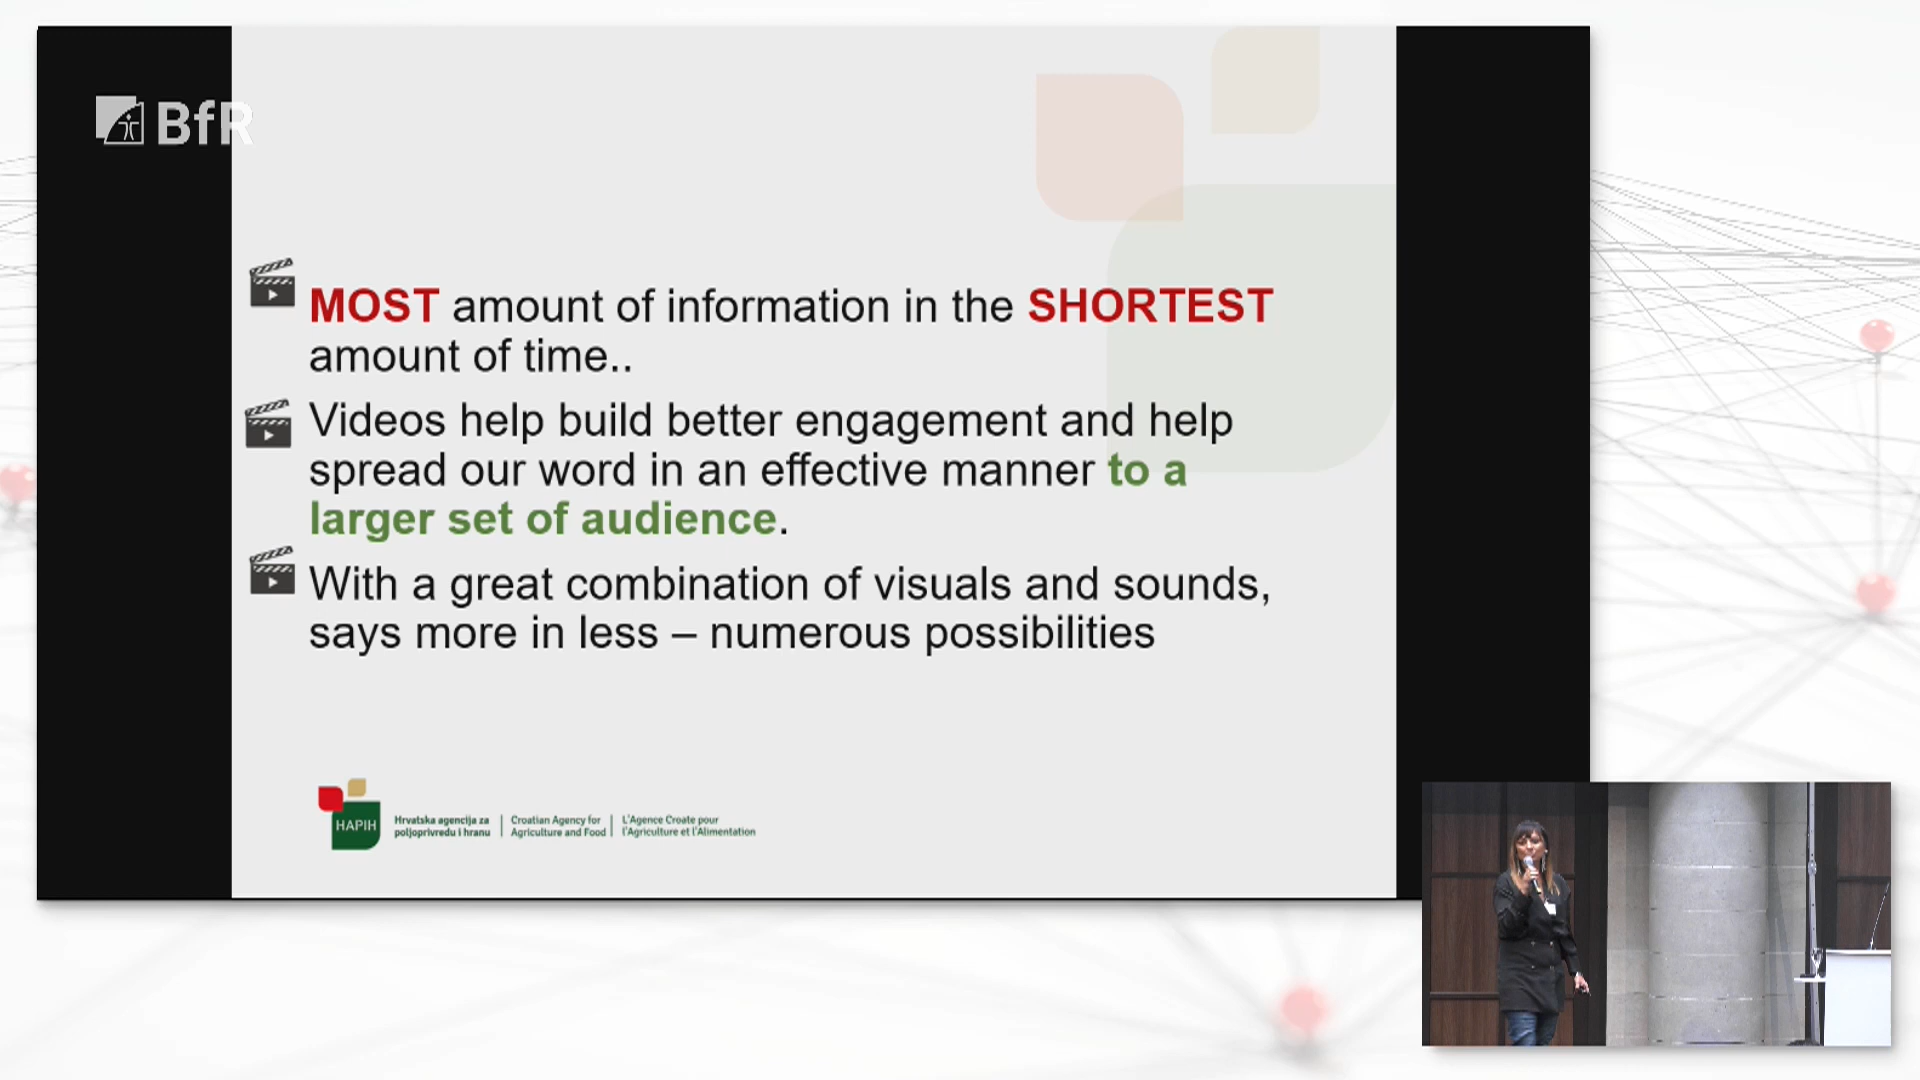 BfR
MOST amount of information in the SHORTEST
amount of time..
Videos help build better engagement and help
spread our word in an effective manner to a
larger set of audience.
With a great combination of visuals and sounds,
says more in less – numerous possibilities
HAPIH
Hrvatska agencija za
poljoprivredu i hranu
Croatian Agency for
Agriculture and Food
L'Agence Croate pour
l'Agriculture et l'Alimentation